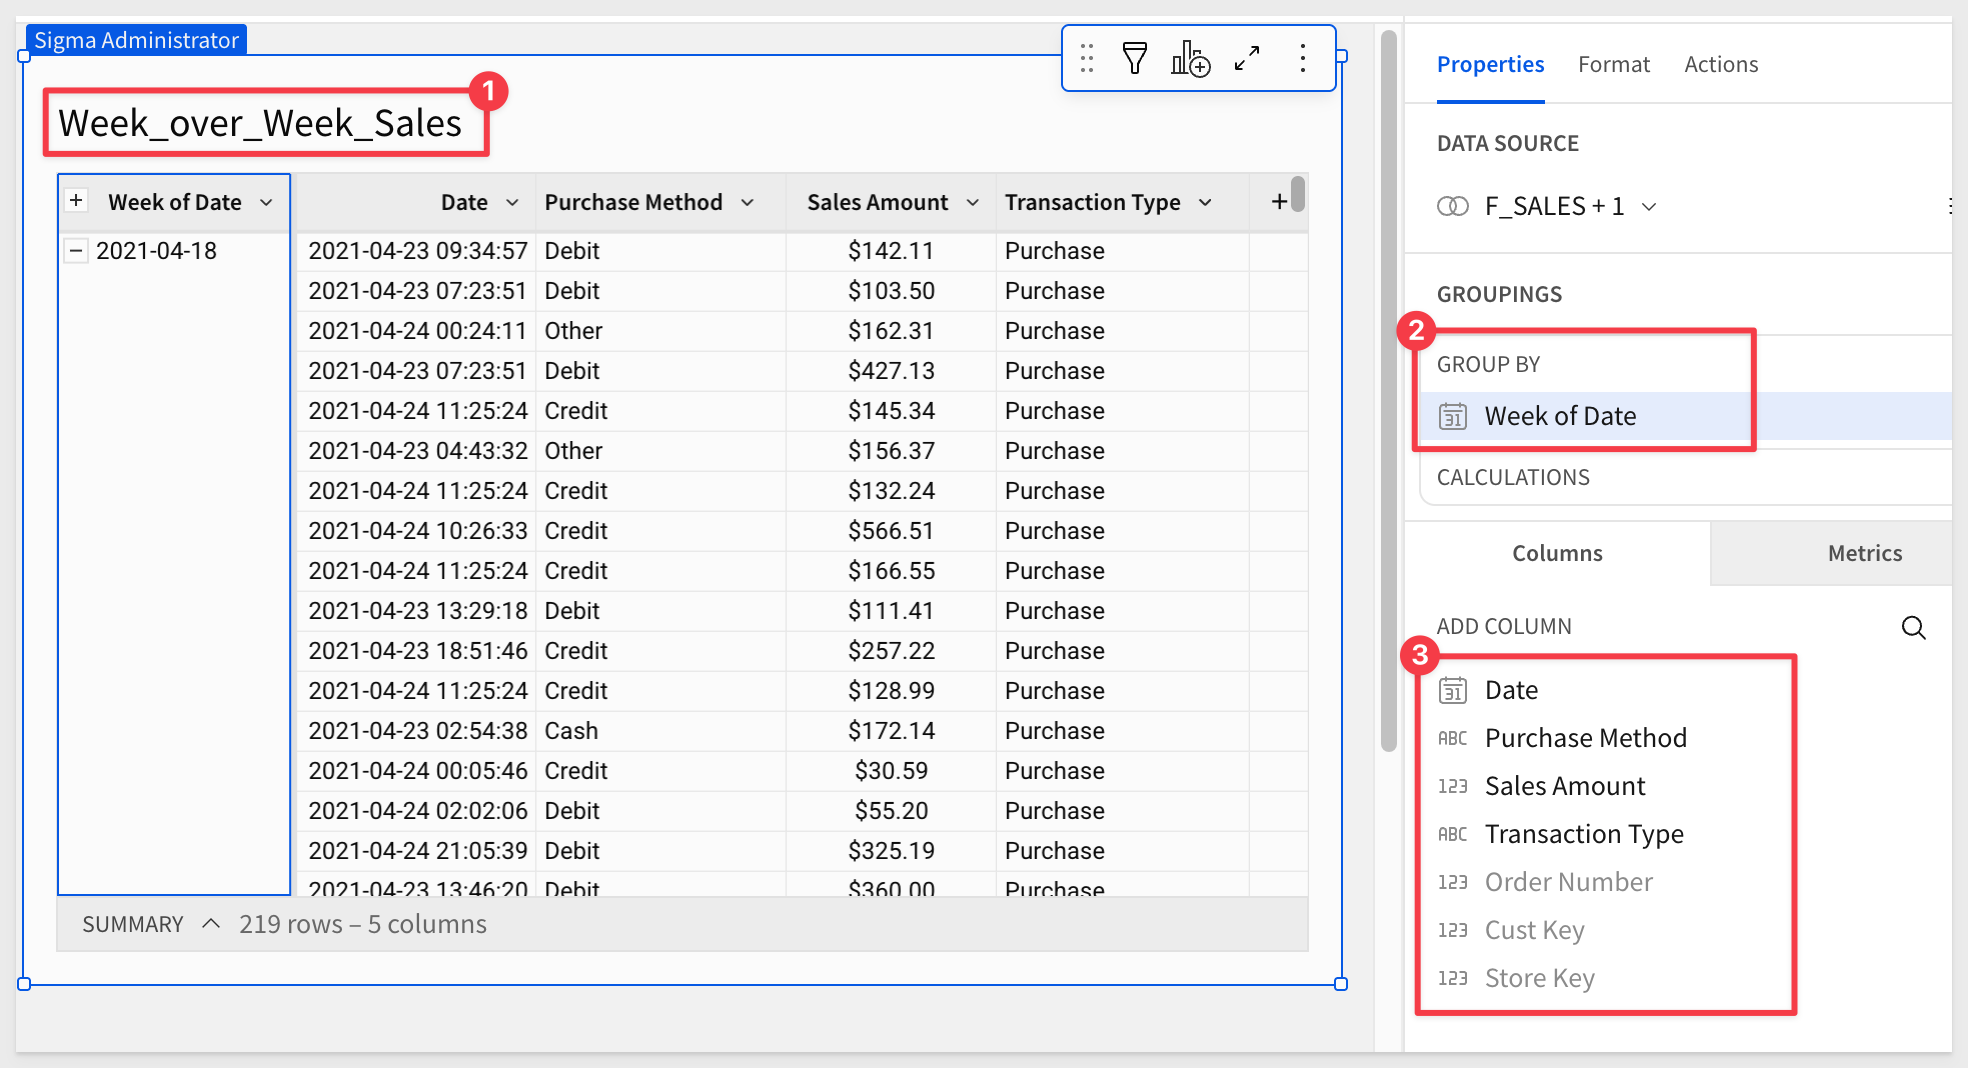 Sigma Administrator
1
Week_over_Week_Sales
Week of Date Date Purchase Method Sales Amount Transaction Type +
2021-04-18 2021-04-23 09:34:57 Debit $142.11 Purchase
2021-04-23 07:23:51 Debit $103.50 Purchase
2021-04-24 00:24:11 Other $162.31 Purchase
2021-04-23 07:23:51 Debit $427.13 Purchase
2021-04-24 11:25:24 Credit $145.34 Purchase
2021-04-23 04:43:32 Other $156.37 Purchase
2021-04-24 11:25:24 Credit $132.24 Purchase
2021-04-24 10:26:33 Credit $566.51 Purchase
2021-04-24 11:25:24 Credit $166.55 Purchase
2021-04-23 13:29:18 Debit $111.41 Purchase
2021-04-23 18:51:46 Credit $257.22 Purchase
2021-04-24 11:25:24 Credit $128.99 Purchase
2021-04-23 02:54:38 Cash $172.14 Purchase
2021-04-24 00:05:46 Credit $30.59 Purchase
2021-04-24 02:02:06 Debit $55.20 Purchase
2021-04-24 21:05:39 Debit $325.19 Purchase
2021-04-23 13:46:20 Debit $360.00 Purchase
SUMMARY 219 rows – 5 columns
Properties Format Actions
DATA SOURCE
F_SALES + 1
GROUPINGS
2
GROUP BY
31 Week of Date
CALCULATIONS
Columns Metrics
ADD COLUMN
3
31 Date
ABC Purchase Method
123 Sales Amount
ABC Transaction Type
123 Order Number
123 Cust Key
123 Store Key